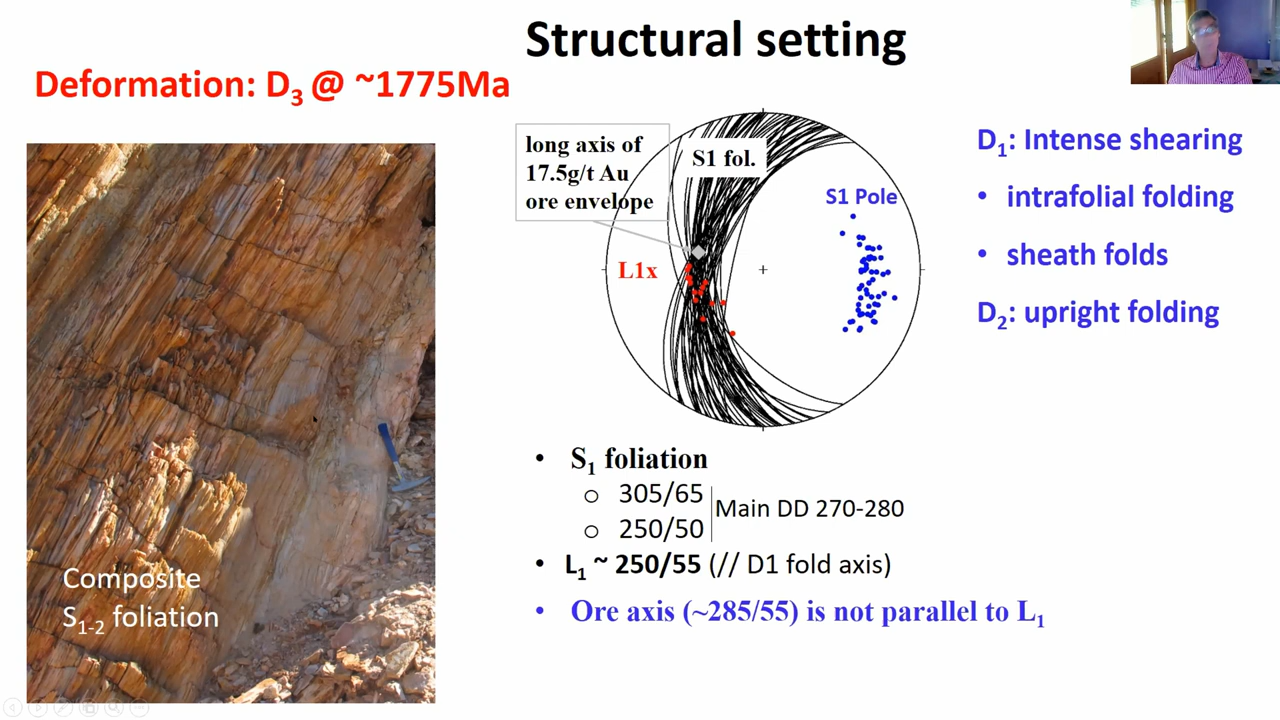 Structural setting
Deformation: D3 @ ~1775Ma
long axis of
17.5g/t Au
ore envelope
S1 fol.
S1 Pole
L1x
D1: Intense shearing
• intrafolial folding
• sheath folds
D2: upright folding
Composite
S1-2 foliation
• S1 foliation
o 305/65
o 250/50
Main DD 270-280
• L1 ~ 250/55 (// D1 fold axis)
• Ore axis (~285/55) is not parallel to L1